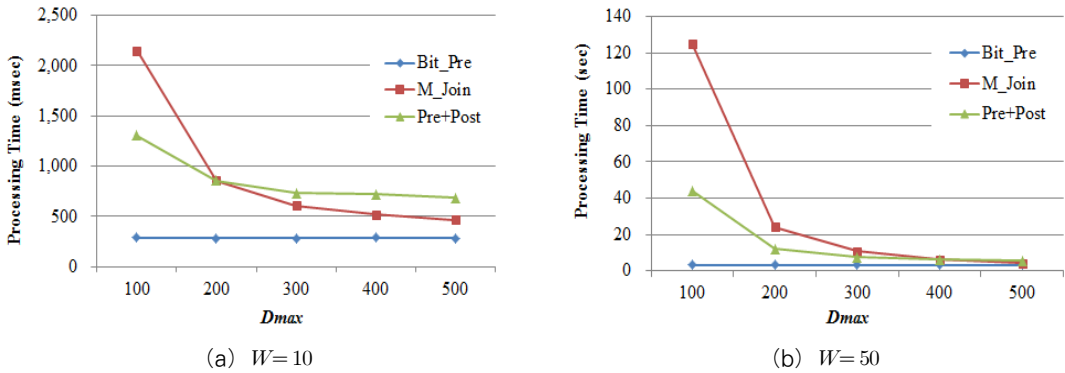 2,500
2,000
1,500
1,000
500
0
Processing Time (msec)
Bit_Pre
M_Join
Pre+Post
100 200 300 400 500
Dmax
(a) W= 10
140
120
100
80
60
40
20
0
Processing Time (sec)
Bit_Pre
M_Join
Pre+Post
100 200 300 400 500
Dmax
(b) W= 50